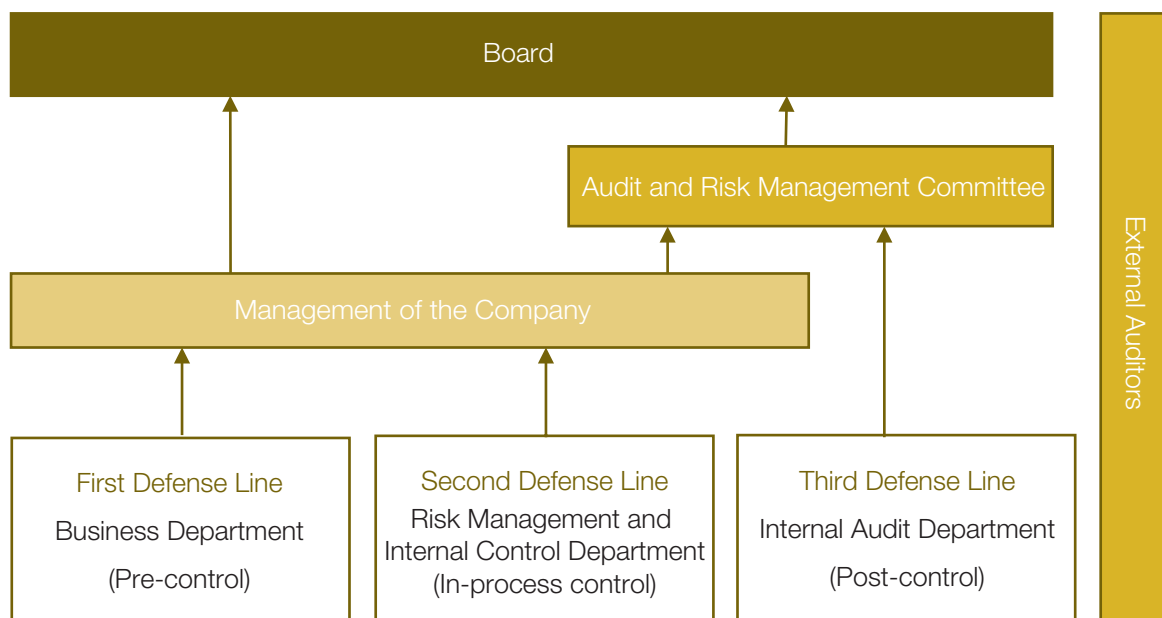 Board
Audit and Risk Management Committee
External Auditors
Management of the Company
First Defense Line
Business Department
(Pre-control)
Second Defense Line
Risk Management and
Internal Control Department
(In-process control)
Third Defense Line
Internal Audit Department
(Post-control)